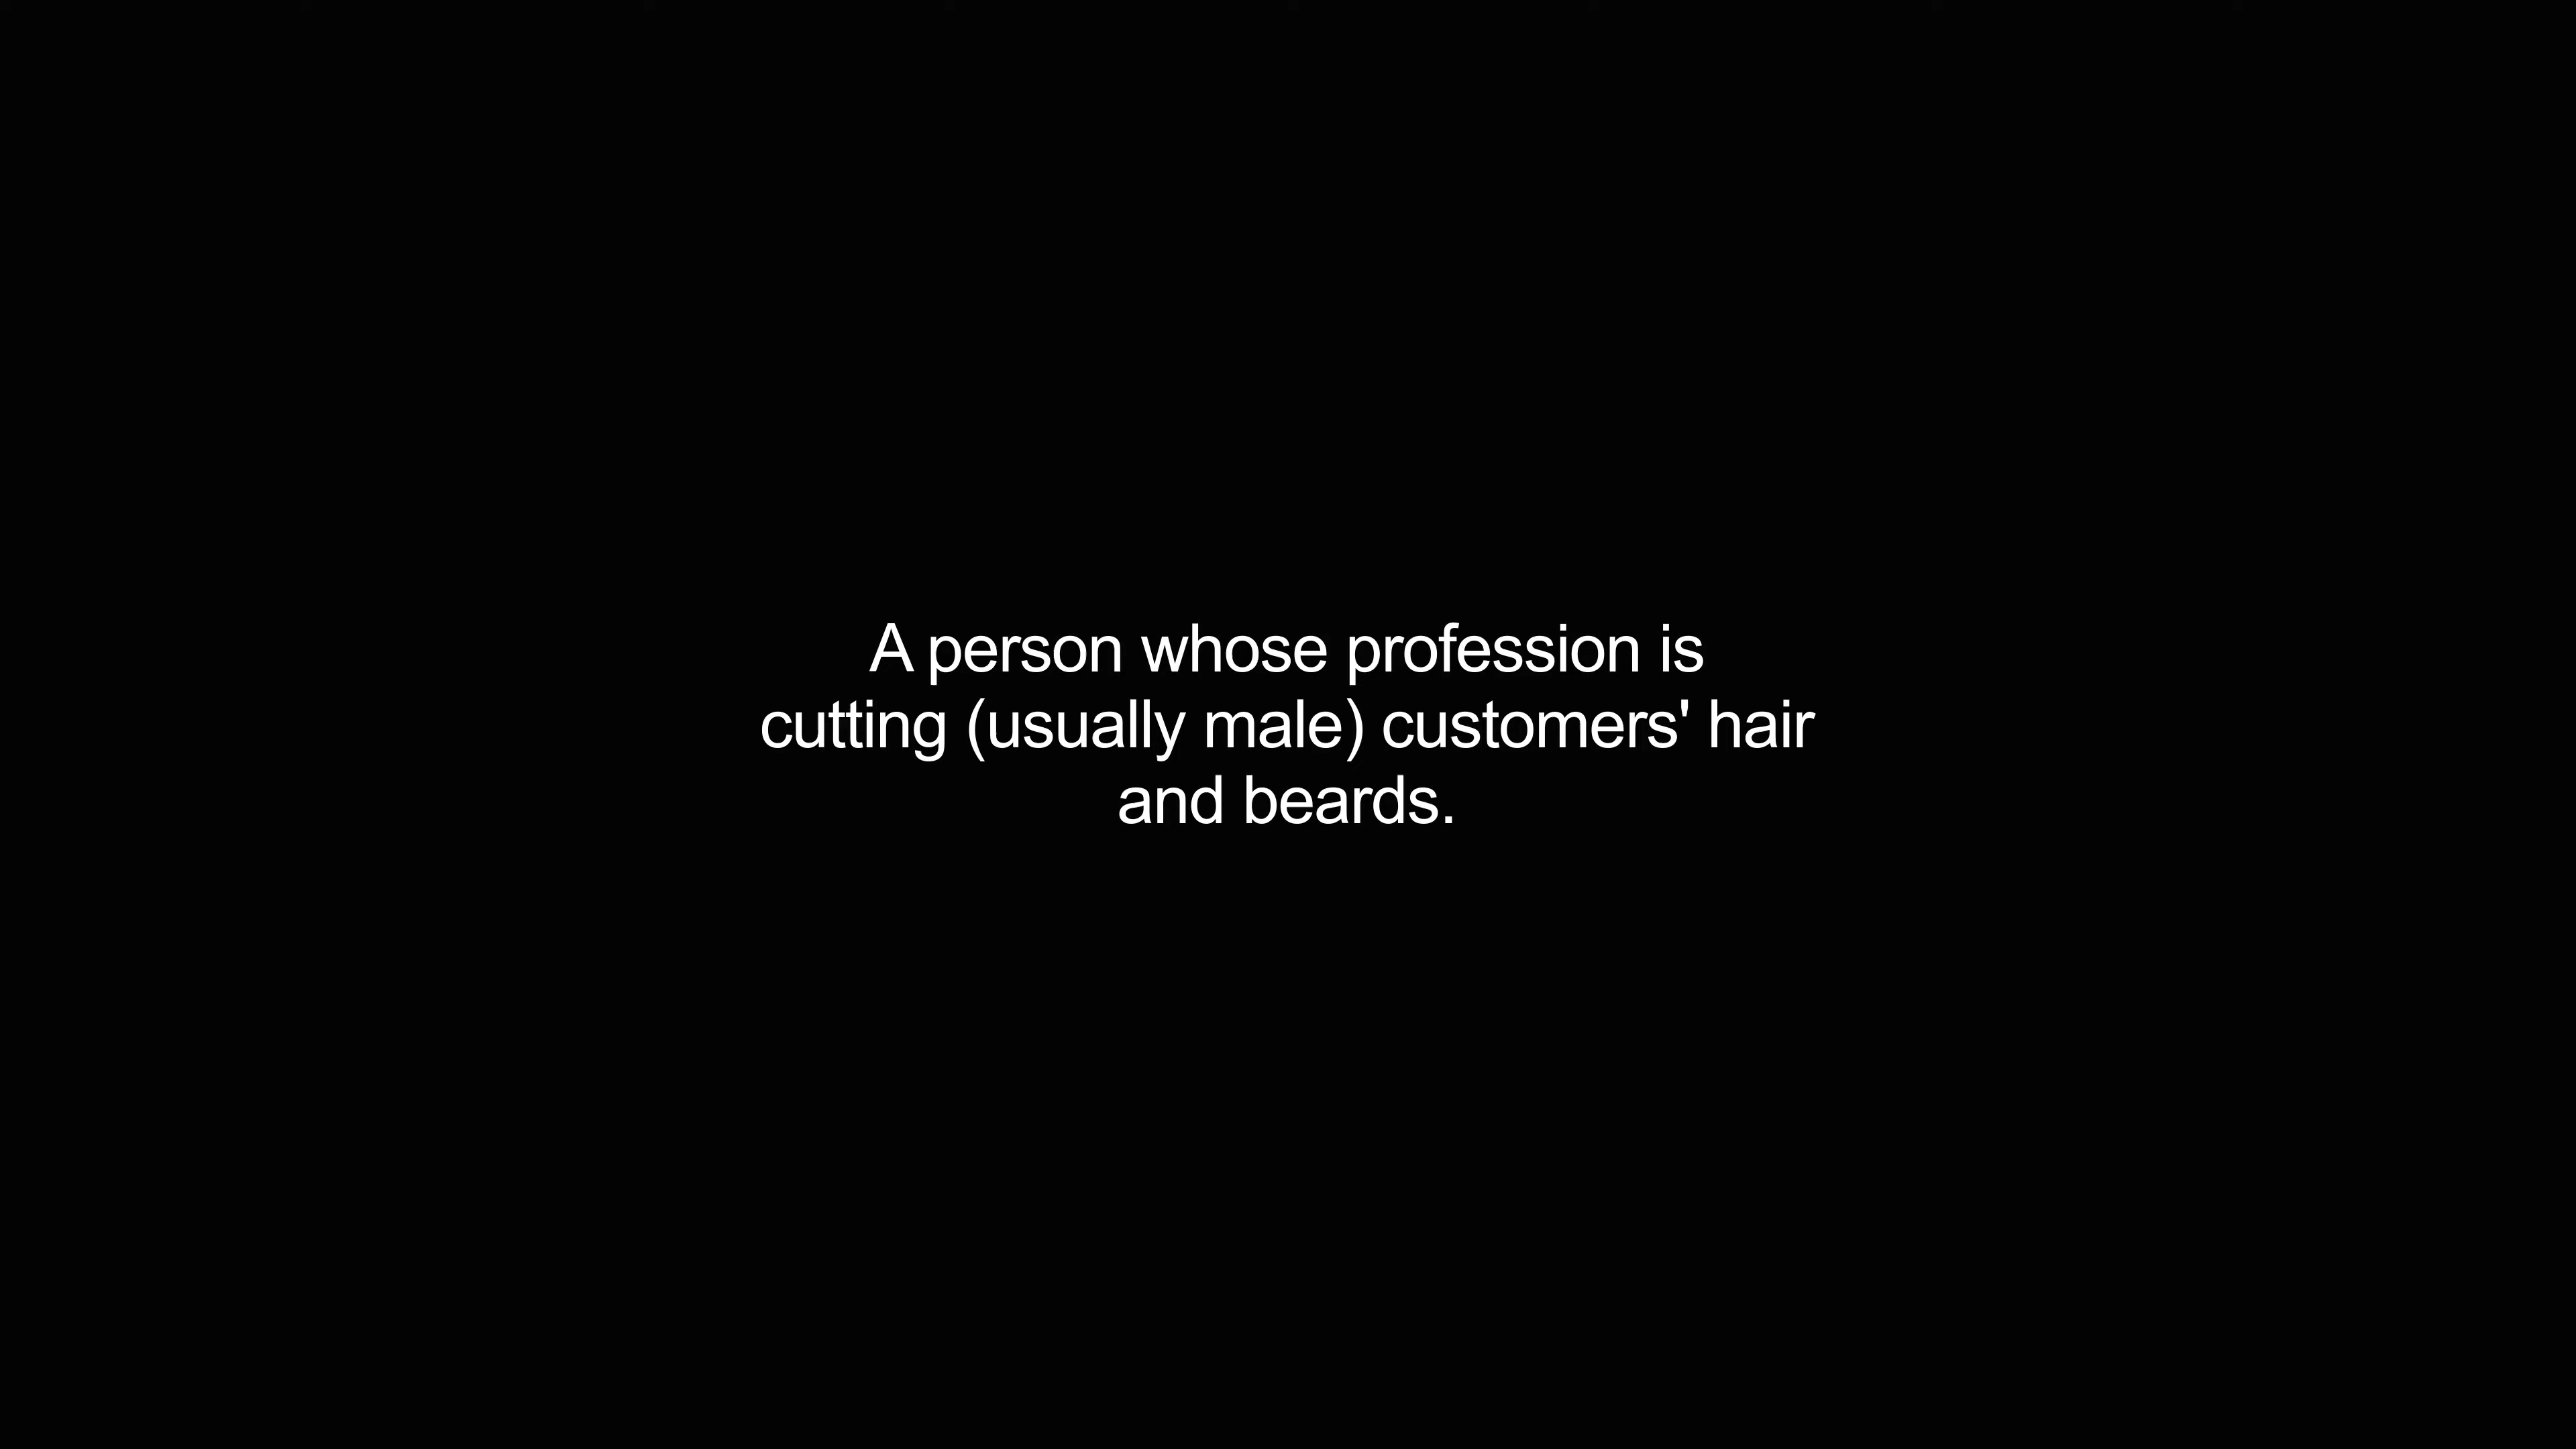 A person whose profession is
cutting (usually male) customers' hair
and beards.